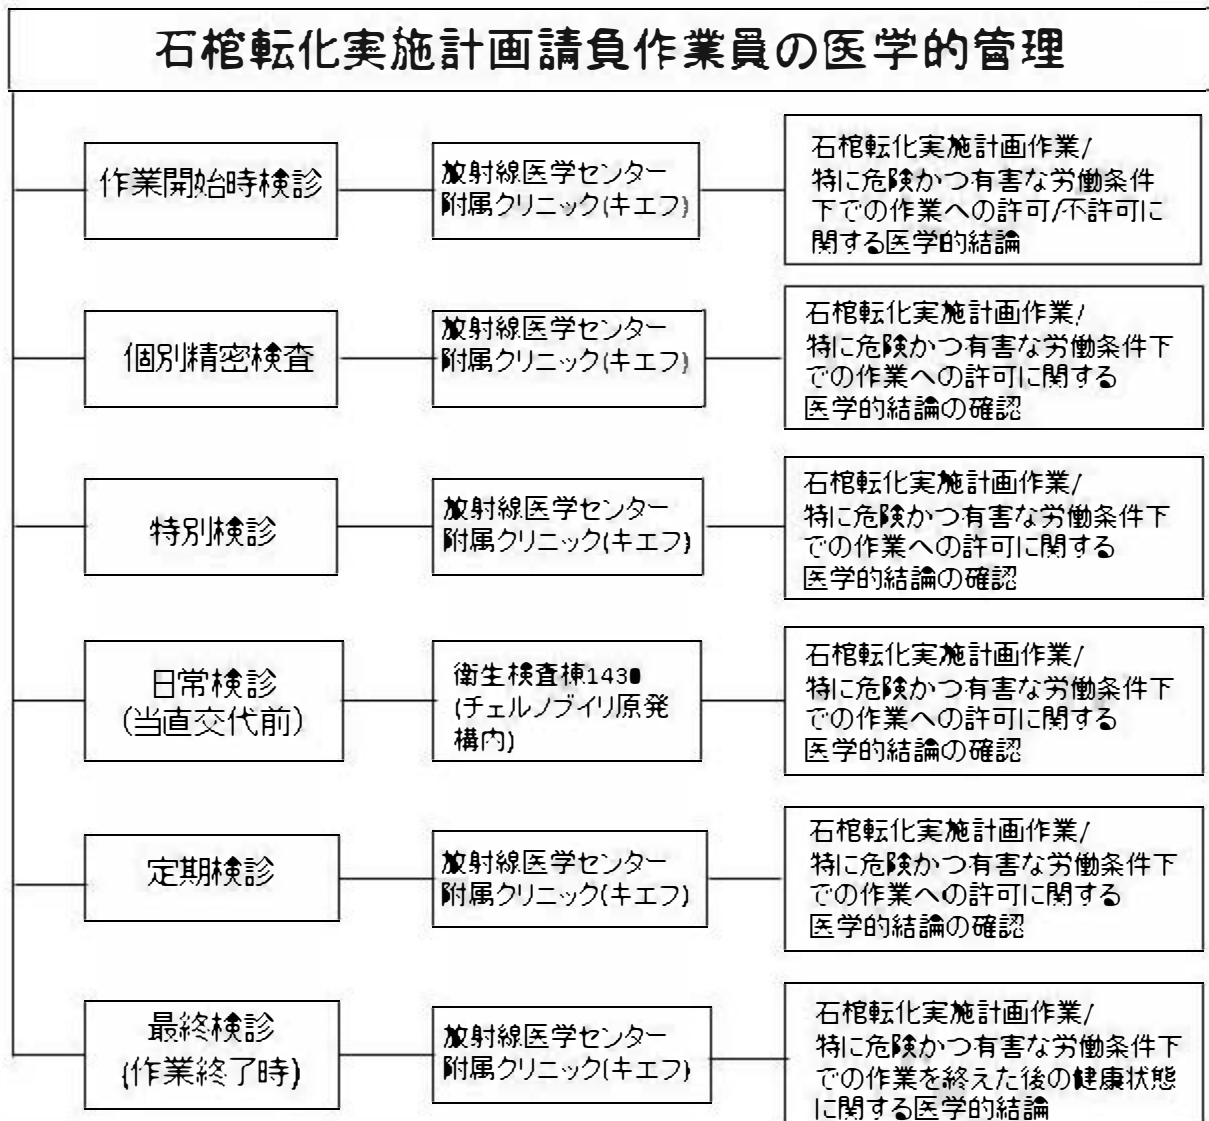 石棺転化実施計画請負作業員の医学的管理
作業開始時検診
放射線医学センター
附属クリニック(キエフ)
石棺転化実施計画作業/
特に危険かつ有害な労働条件
下での作業への許可/不許可に
関する医学的結論
個別精密検査
放射線医学センター
附属クリニック(キエフ)
石棺転化実施計画作業/
特に危険かつ有害な労働条件下
での作業への許可に関する
医学的結論の確認
特別検診
放射線医学センター
附属クリニック(キエフ)
石棺転化実施計画作業/
特に危険かつ有害な労働条件下
での作業への許可に関する
医学的結論の確認
日常検診
(当直交代前)
衛生検査棟1430
(チェルノブイリ原発
構内)
石棺転化実施計画作業/
特に危険かつ有害な労働条件下
での作業への許可に関する
医学的結論の確認
定期検診
放射線医学センター
附属クリニック(キエフ)
石棺転化実施計画作業/
特に危険かつ有害な労働条件下
での作業への許可に関する
医学的結論の確認
最終検診
(作業終了時)
放射線医学センター
附属クリニック(キエフ)
石棺転化実施計画作業/
特に危険かつ有害な労働条件下
での作業を終えた後の健康状態
に関する医学的結論